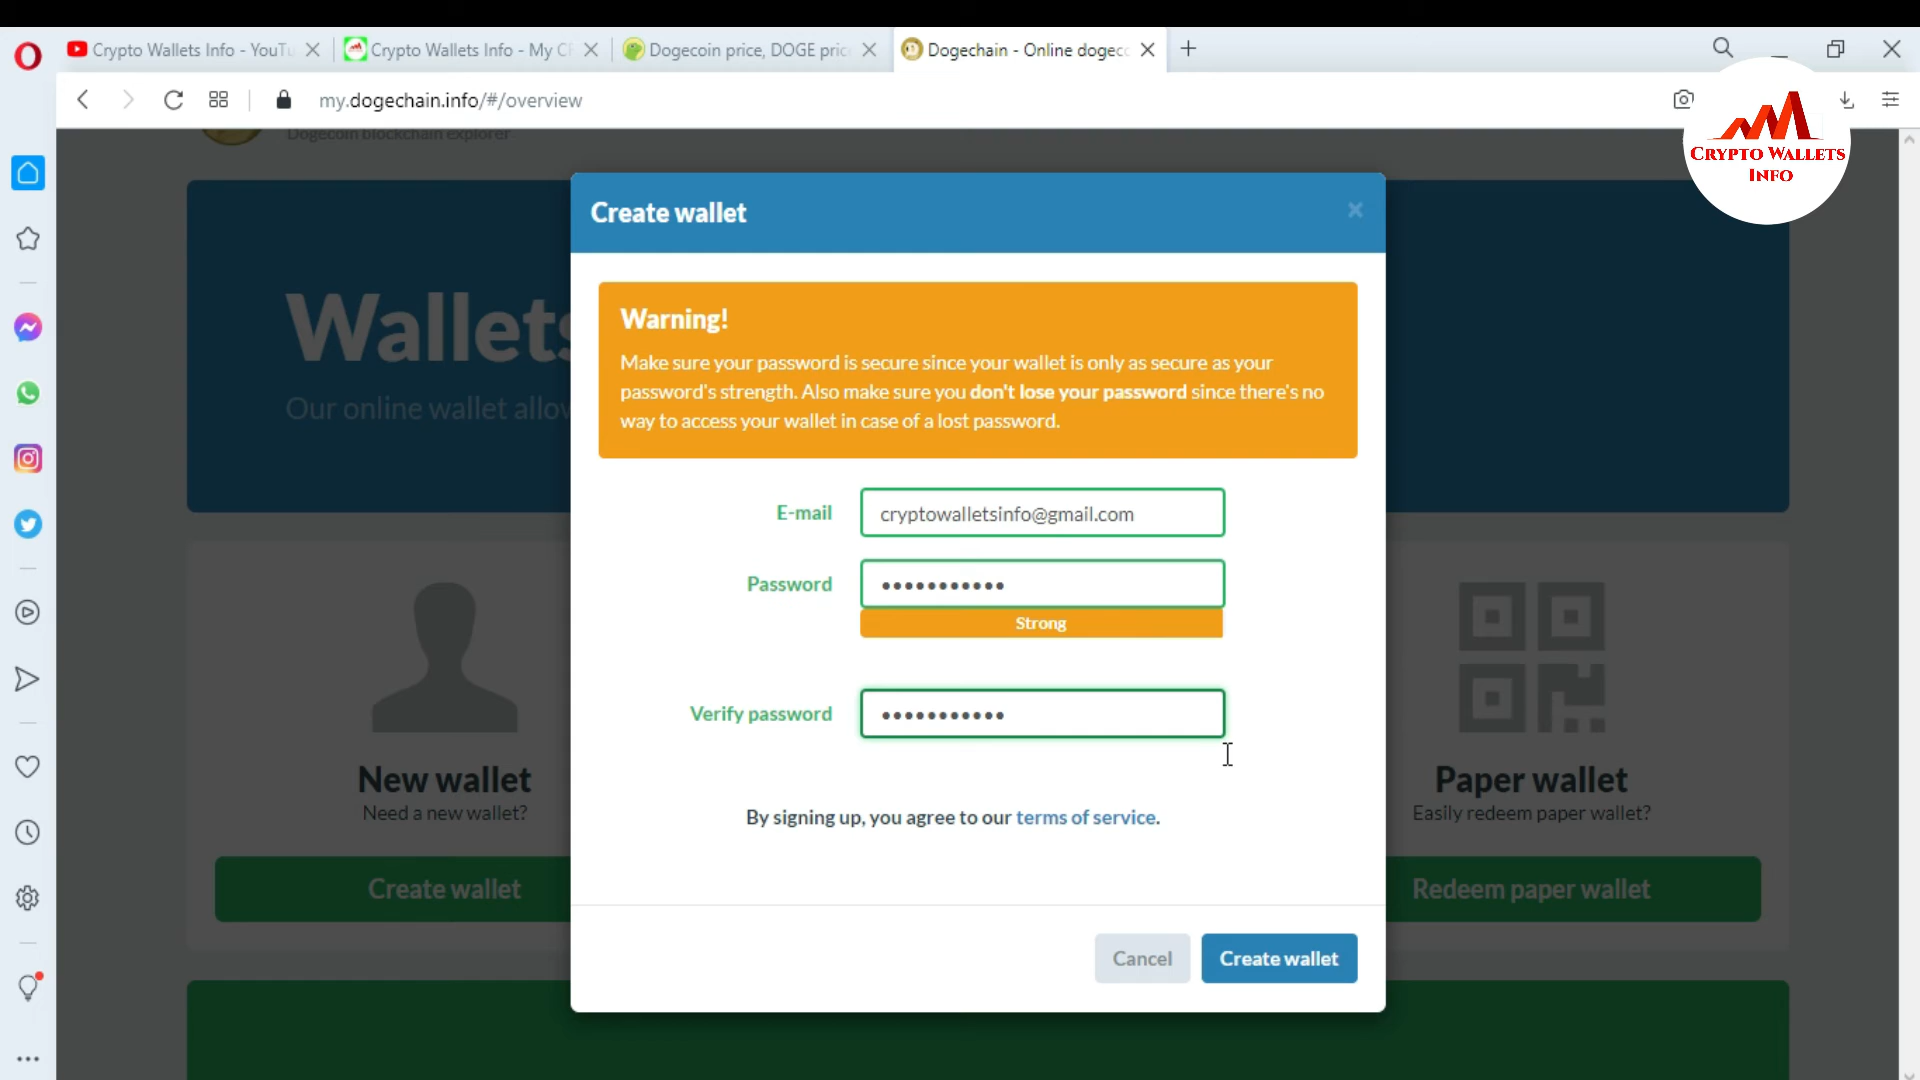 Crypto Wallets Info - YouTu
Crypto Wallets Info - My C
Dogecoin price, DOGE pric
Dogechain - Online dogec
my.dogechain.info/#/overview
CRYPTO WALLETS
INFO
Dogecoin blockchain explorer
Wallets
Our online wallet allow
Create wallet
Warning!
Make sure your password is secure since your wallet is only as secure as your
password's strength. Also make sure you don't lose your password since there's no
way to access your wallet in case of a lost password.
E-mail
cryptowalletsinfo@gmail.com
Password
Strong
Verify password
By signing up, you agree to our terms of service.
Cancel
Create wallet
New wallet
Need a new wallet?
Create wallet
Paper wallet
Easily redeem paper wallet?
Redeem paper wallet